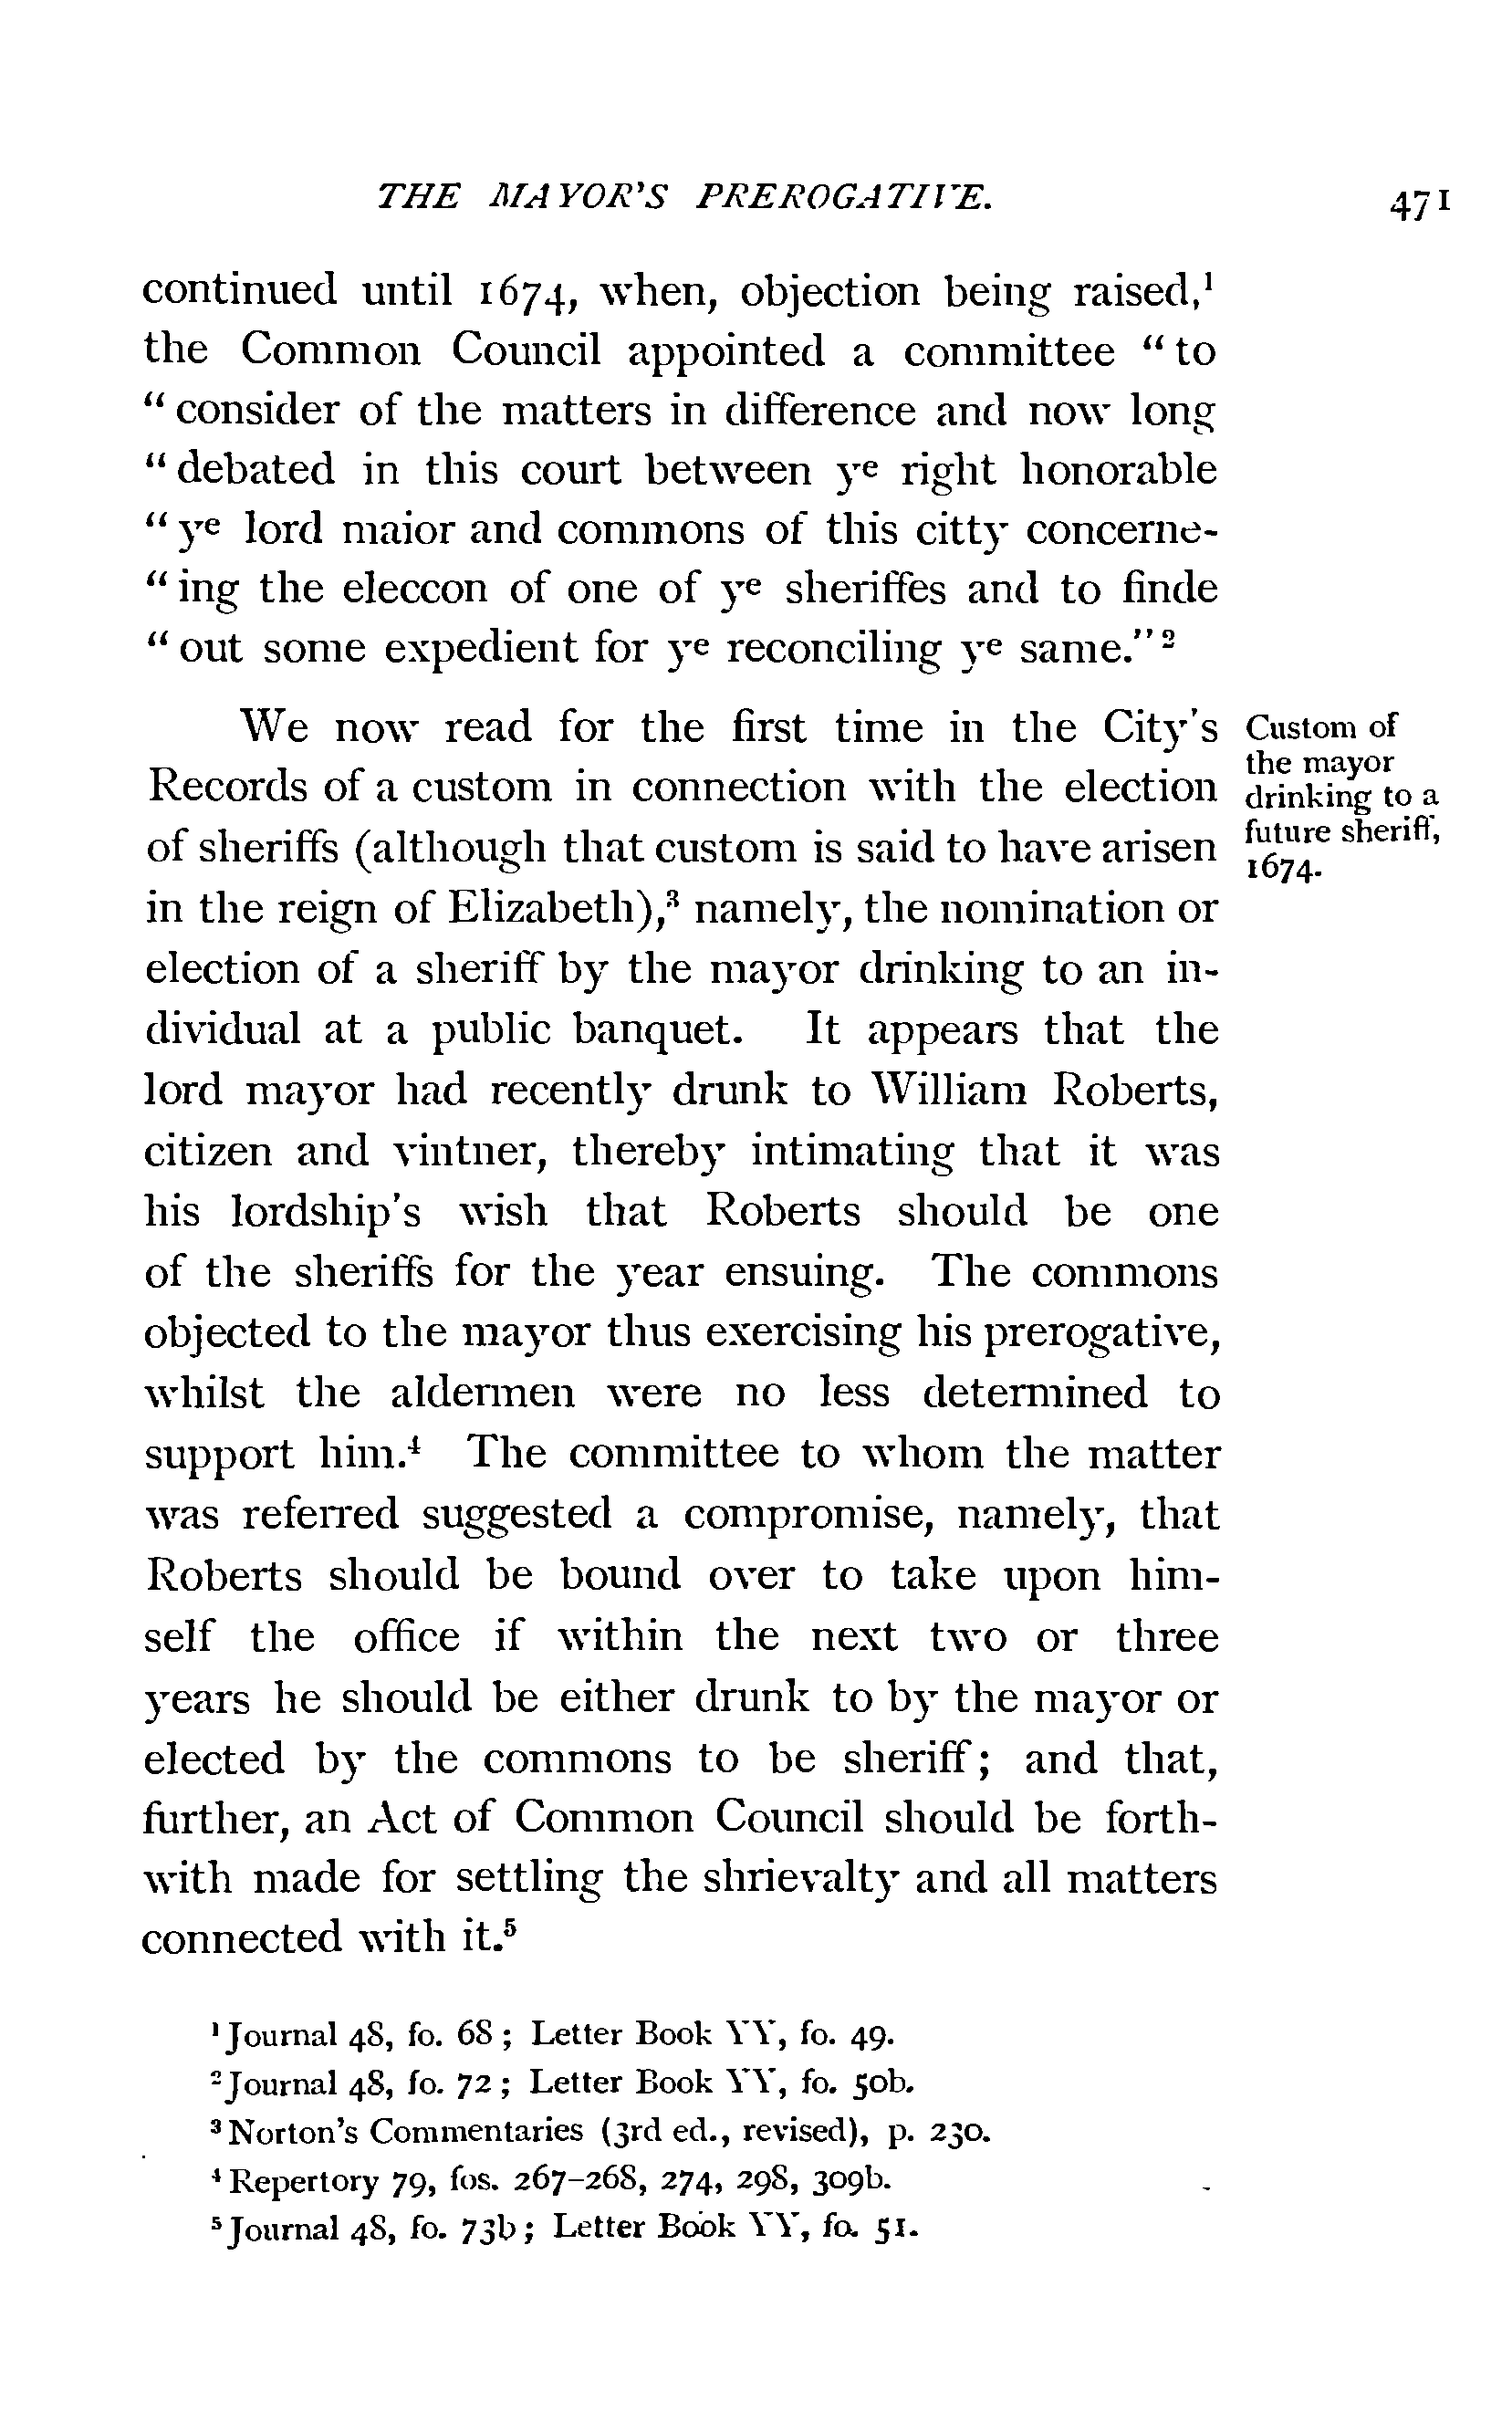 THE MAYOR'S PREROGATIVE. 471
continued until 1674, when, objection being raised,¹
the Common Council appointed a committee “to
“consider of the matters in difference and now long
“debated in this court between yᵉ right honorable
“yᵉ lord maior and commons of this citty concerne-
“ing the eleccon of one of yᵉ sheriffes and to finde
“out some expedient for yᵉ reconciling yᵉ same.”²
We now read for the first time in the City's
Records of a custom in connection with the election
of sheriffs (although that custom is said to have arisen
in the reign of Elizabeth),³ namely, the nomination or
election of a sheriff by the mayor drinking to an in-
dividual at a public banquet. It appears that the
lord mayor had recently drunk to William Roberts,
citizen and vintner, thereby intimating that it was
his lordship's wish that Roberts should be one
of the sheriffs for the year ensuing. The commons
objected to the mayor thus exercising his prerogative,
whilst the aldermen were no less determined to
support him.⁴ The committee to whom the matter
was referred suggested a compromise, namely, that
Roberts should be bound over to take upon him-
self the office if within the next two or three
years he should be either drunk to by the mayor or
elected by the commons to be sheriff; and that,
further, an Act of Common Council should be forth-
with made for settling the shrievalty and all matters
connected with it.⁵
Custom of
the mayor
drinking to a
future sheriff,
1674.
¹Journal 48, fo. 68; Letter Book YY, fo. 49.
²Journal 48, fo. 72; Letter Book YY, fo. 50b.
³Norton's Commentaries (3rd ed., revised), p. 230.
⁴Repertory 79, fos. 267–268, 274, 298, 309b.
⁵Journal 48, fo. 73b; Letter Book YY, fo. 51.